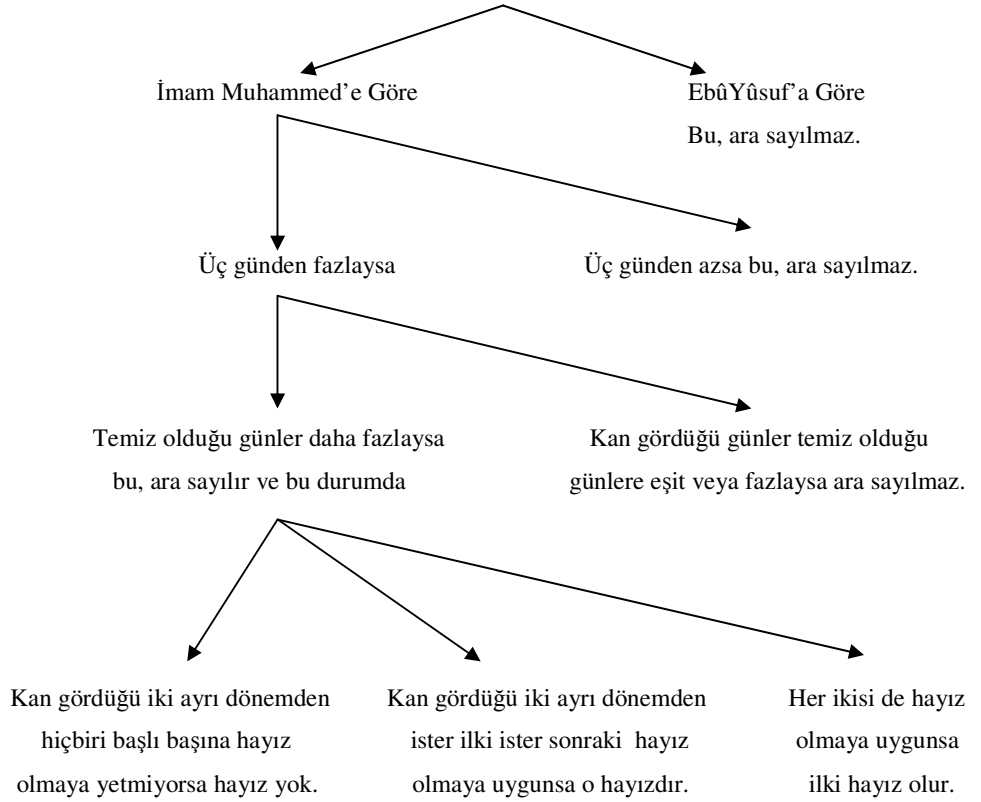 İmam Muhammed’e Göre
EbûYûsuf’a Göre
Bu, ara sayılmaz.
Üç günden fazlaysa
Üç günden azsa bu, ara sayılmaz.
Temiz olduğu günler daha fazlaysa
bu, ara sayılır ve bu durumda
Kan gördüğü günler temiz olduğu
günlere eşit veya fazlaysa ara sayılmaz.
Kan gördüğü iki ayrı dönemden
hiçbiri başlı başına hayız
olmaya yetmiyorsa hayız yok.
Kan gördüğü iki ayrı dönemden
ister ilki ister sonraki hayız
olmaya uygunsa o hayızdır.
Her ikisi de hayız
olmaya uygunsa
ilki hayız olur.